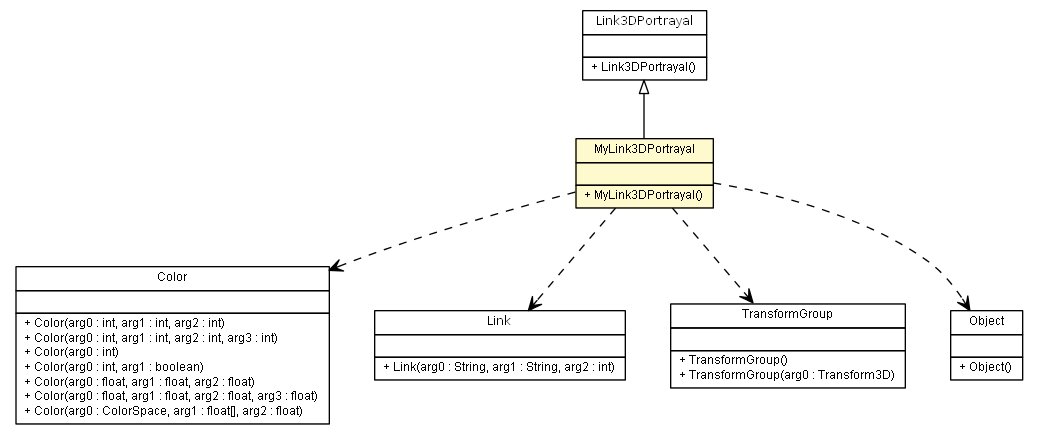 Link3DPortrayal
+ Link3DPortrayal()
MyLink3DPortrayal
+ MyLink3DPortrayal()
Color
+ Color(arg0 : int, arg1 : int, arg2 : int)
+ Color(arg0 : int, arg1 : int, arg2 : int, arg3 : int)
+ Color(arg0 : int)
+ Color(arg0 : int, arg1 : boolean)
+ Color(arg0 : float, arg1 : float, arg2 : float)
+ Color(arg0 : float, arg1 : float, arg2 : float, arg3 : float)
+ Color(arg0 : ColorSpace, arg1 : float[], arg2 : float)
Link
+ Link(arg0 : String, arg1 : String, arg2 : int)
TransformGroup
+ TransformGroup()
+ TransformGroup(arg0 : Transform3D)
Object
+ Object()